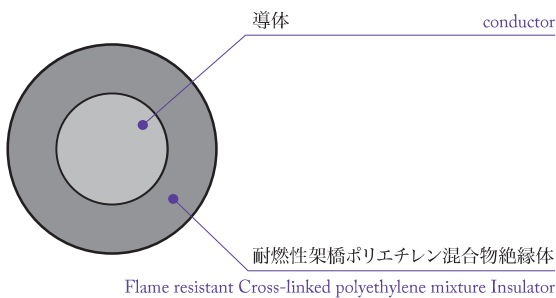 導体
conductor
耐燃性架橋ポリエチレン混合物絶縁体
Flame resistant Cross-linked polyethylene mixture Insulator